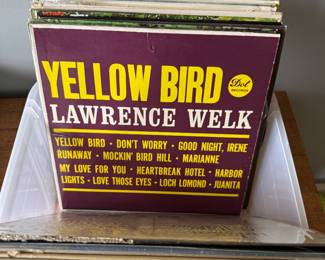 YELLOW BIRD
Dot
RECORDS
LAWRENCE WELK
YELLOW BIRD • DON'T WORRY • GOOD NIGHT, IRENE
RUNAWAY • MOCKIN' BIRD HILL • MARIANNE
MY LOVE FOR YOU • HEARTBREAK HOTEL • HARBOR
LIGHTS • LOVE THOSE EYES • LOCH LOMOND • JUANITA